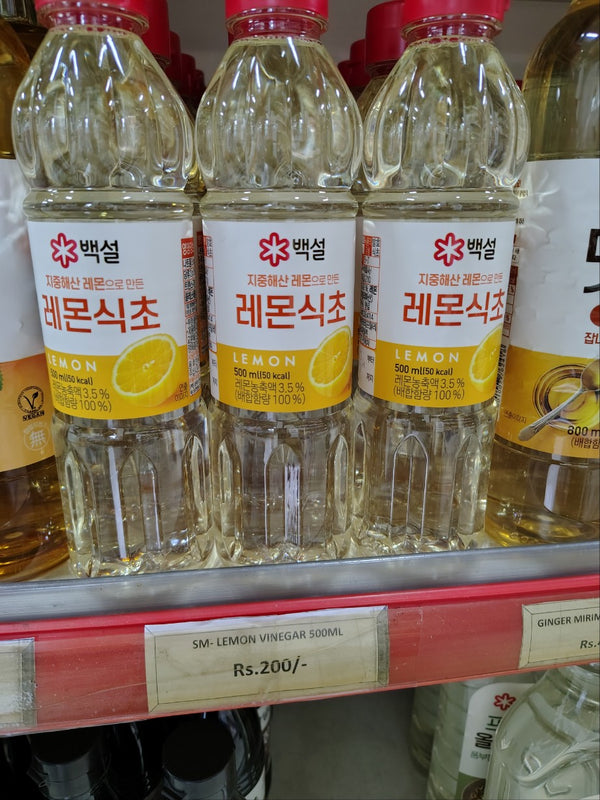 백설
지중해산 레몬으로 만든
레몬식초
LEMON
500 ml(50 kcal)
레몬농축액 3.5%
(배합함량 100%)
백설
지중해산 레몬으로 만든
레몬식초
LEMON
500 ml(50 kcal)
레몬농축액 3.5%
(배합함량 100%)
백설
지중해산 레몬으로 만든
레몬식초
LEMON
500 ml(50 kcal)
레몬농축액 3.5%
(배합함량 100%)
VEGAN
800 m
SM- LEMON VINEGAR 500ML
Rs.200/-
GINGER MIRIM
Rs.